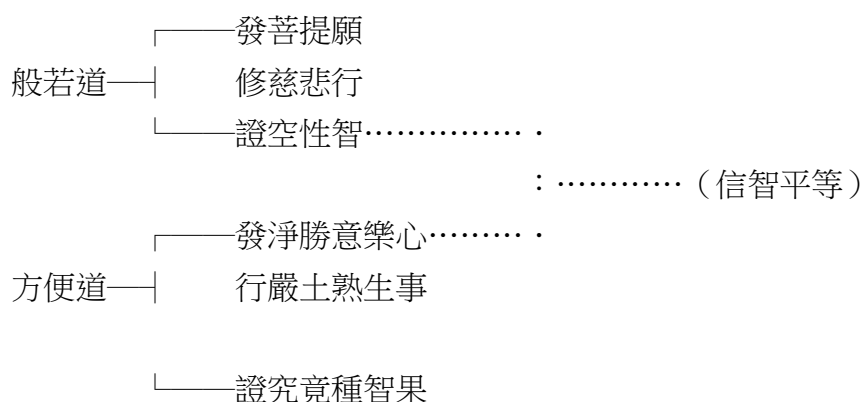 ┌───發菩提願
般若道─┤ 修慈悲行
└───證空性智……………．
：…………（信智平等）
┌───發淨勝意樂心………．
方便道─┤ 行嚴土熟生事
└───證究竟種智果